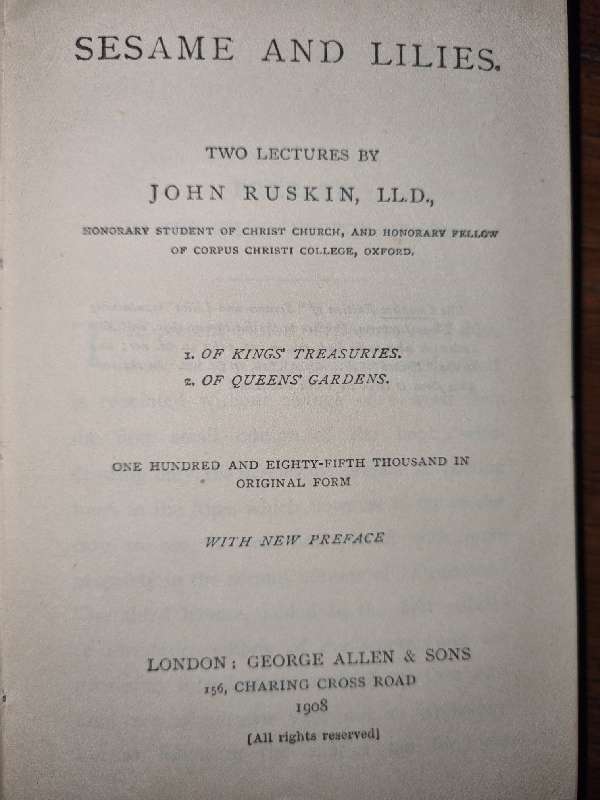 SESAME AND LILIES.
TWO LECTURES BY
JOHN RUSKIN, LL.D.,
HONORARY STUDENT OF CHRIST CHURCH, AND HONORARY FELLOW
OF CORPUS CHRISTI COLLEGE, OXFORD.
1. OF KINGS' TREASURIES.
2. OF QUEENS' GARDENS.
ONE HUNDRED AND EIGHTY-FIFTH THOUSAND IN
ORIGINAL FORM
WITH NEW PREFACE
LONDON: GEORGE ALLEN & SONS
156, CHARING CROSS ROAD
1908
[All rights reserved]